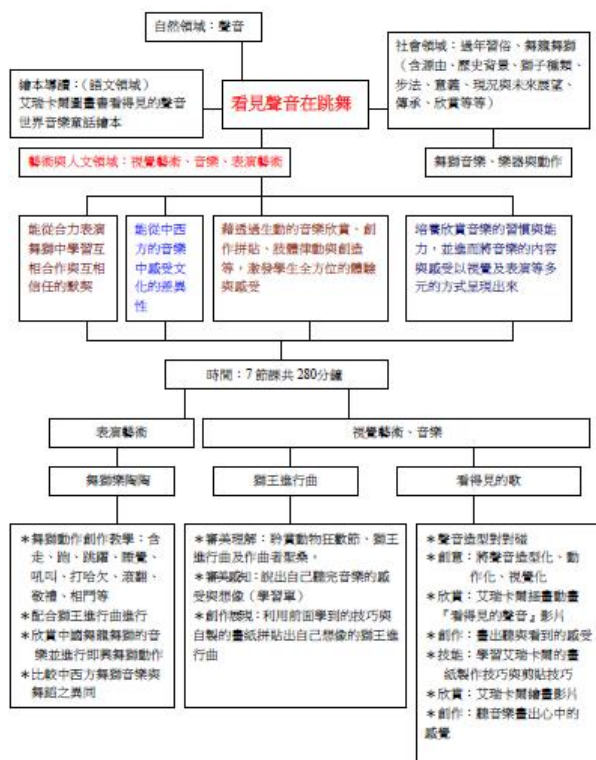 自然領域：聲音
社會領域：過年習俗、舞龍舞獅
（含源由、歷史背景、獅子種類、
步法、意義、現況與未來展望、
傳承、欣賞等等）
繪本導讀：（語文領域）
艾瑞卡爾圖畫書看得見的聲音
世界音樂童話繪本
看見聲音在跳舞
藝術與人文領域：視覺藝術、音樂、表演藝術
舞獅音樂、樂器與動作
能從合力表演
舞獅中學習互
相合作與互相
信任的默契
能從中西
方的音樂
中感受文
化的差異
性
藉透過生動的音樂欣賞、創
作拼貼、肢體律動與創造
等，激發學生全方位的體驗
與感受
培養欣賞音樂的習慣與能
力，並進而將音樂的內容
與感受以視覺及表演等多
元的方式呈現出來
時間：7 節課共 280分鐘
表演藝術
視覺藝術、音樂
舞獅樂陶陶
獅王進行曲
看得見的歌
＊舞獅動作創作教學：含
走、跑、跳躍、睡覺、
吼叫、打哈欠、滾翻、
敬禮、相鬥等
＊配合獅王進行曲進行
＊欣賞中國舞龍舞獅的音
樂並進行即興舞獅動作
＊比較中西方舞獅音樂與
舞蹈之異同
＊審美理解：聆賞動物狂歡節、獅王
進行曲及作曲者聖桑。
＊審美感知：說出自己聽完音樂的感
受與想像（學習單）
＊創作展現：利用前面學到的技巧與
自製的畫紙拼貼出自己想像的獅王進
行曲
＊聲音造型對對碰
＊創意：將聲音造型化、動
作化、視覺化
＊欣賞：艾瑞卡爾插畫動畫
『看得見的聲音』影片
＊創作：畫出聽與看到的感受
＊技能：學習艾瑞卡爾的畫
紙製作技巧與剪貼技巧
＊欣賞：艾瑞卡爾繪畫影片
＊創作：聽音樂畫出心中的
感覺